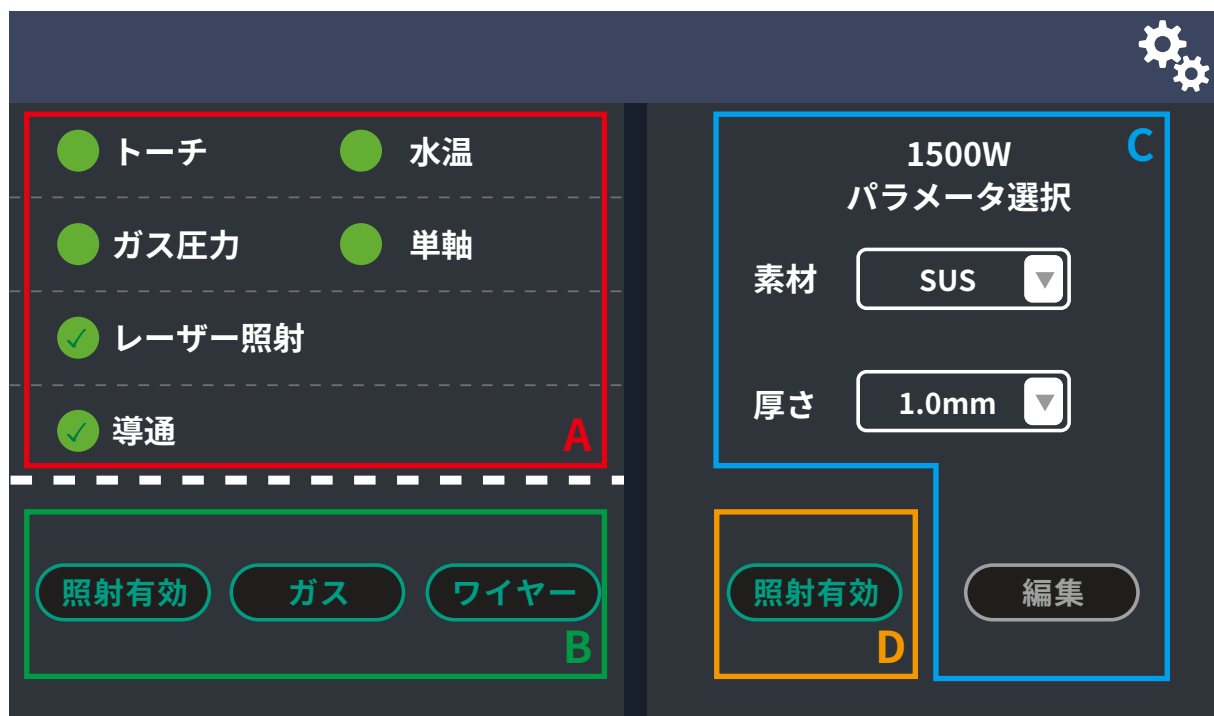 トーチ
水温
ガス圧力
単軸
レーザー照射
導通
A
照射有効
ガス
ワイヤー
B
C
1500W
パラメータ選択
素材
SUS
厚さ
1.0mm
照射有効
D
編集